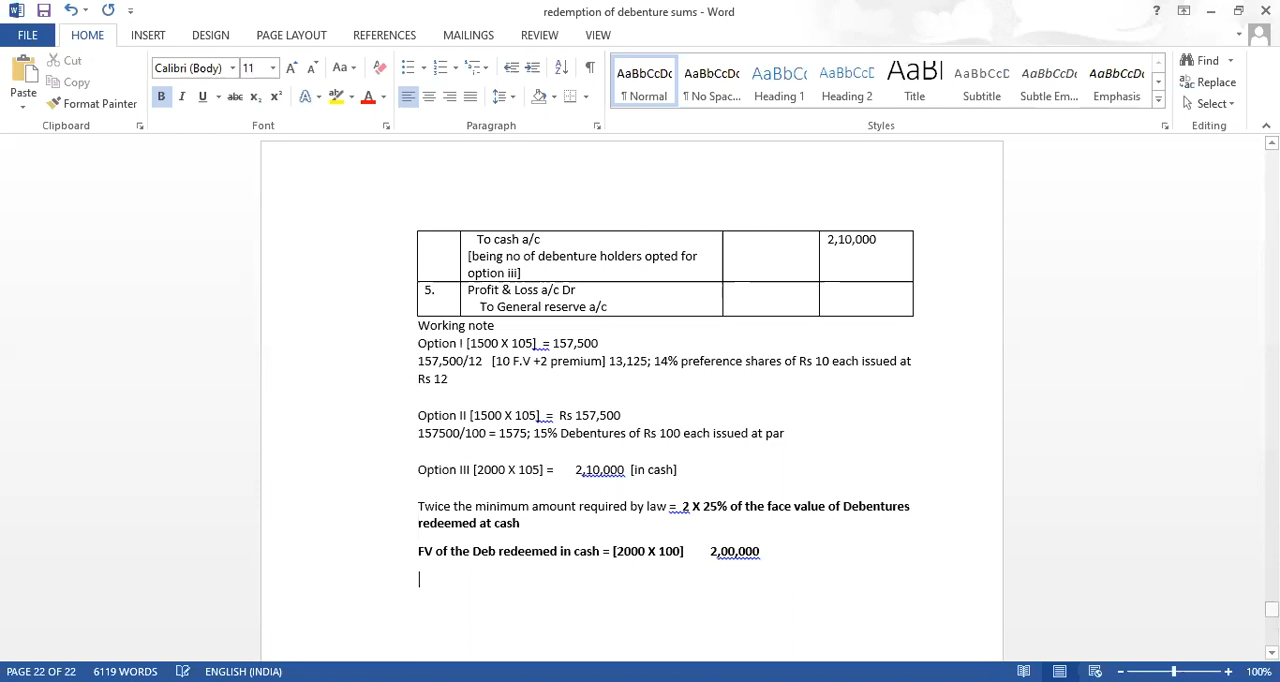 redemption of debenture sums - Word
FILE HOME INSERT DESIGN PAGE LAYOUT REFERENCES MAILINGS REVIEW VIEW
Paste Cut Copy Format Painter
Calibri (Body) 11
Aa
B I U abc x₂ x² A A
AaBbCcDc AaBbCcDc AaBbCc AaBbCcD AaBl AaBbCcD AaBbCcDc AaBbCcDc
¶ Normal ¶ No Spac... Heading 1 Heading 2 Title Subtitle Subtle Em... Emphasis
Find
Replace
Select
Clipboard Font Paragraph Styles Editing
To cash a/c 2,10,000
[being no of debenture holders opted for
option iii]
5. Profit & Loss a/c Dr
To General reserve a/c
Working note
Option I [1500 X 105] = 157,500
157,500/12 [10 F.V +2 premium] 13,125; 14% preference shares of Rs 10 each issued at
Rs 12
Option II [1500 X 105] = Rs 157,500
157500/100 = 1575; 15% Debentures of Rs 100 each issued at par
Option III [2000 X 105] = 2,10,000 [in cash]
Twice the minimum amount required by law = 2 X 25% of the face value of Debentures
redeemed at cash
FV of the Deb redeemed in cash = [2000 X 100] 2,00,000
PAGE 22 OF 22 6119 WORDS ENGLISH (INDIA) 100%